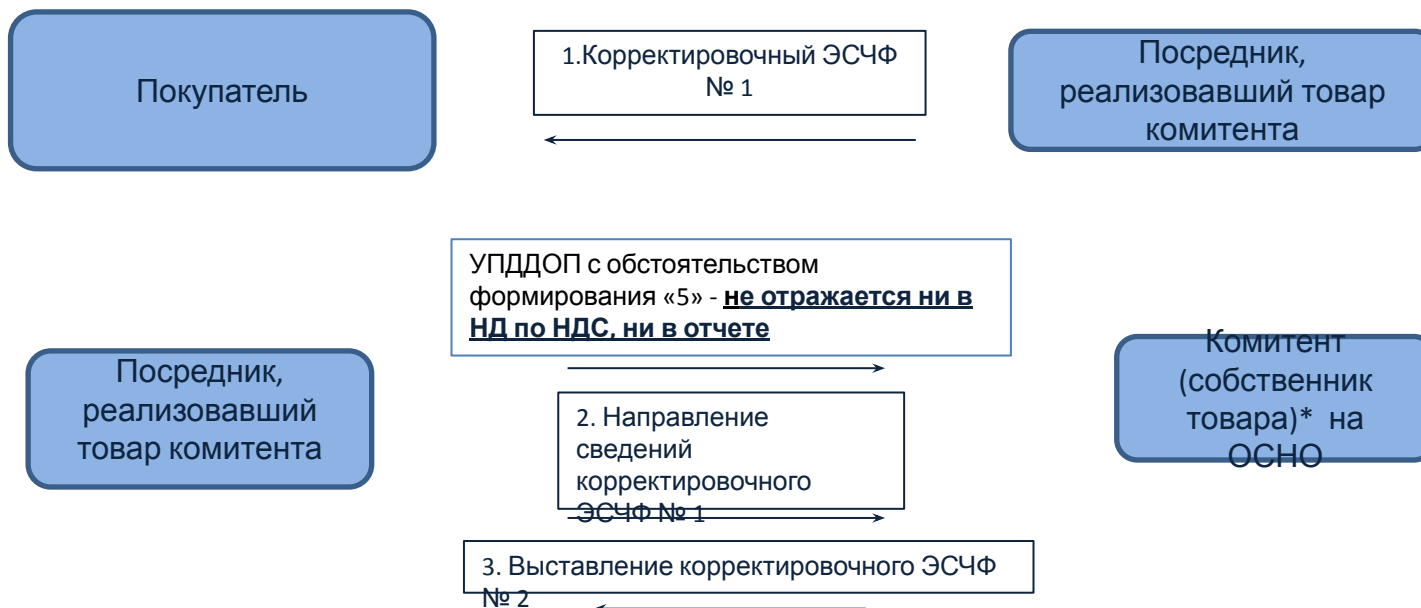 Покупатель
1.Корректировочный ЭСЧФ
№ 1
Посредник,
реализовавший товар
комитента
УПДДОП с обстоятельством
формирования «5» - не отражается ни в
НД по НДС, ни в отчете
Посредник,
реализовавший
товар комитента
2. Направление
сведений
корректировочного
ЭСЧФ № 1
Комитент
(собственник
товара)* на
ОСНО
3. Выставление корректировочного ЭСЧФ
№ 2